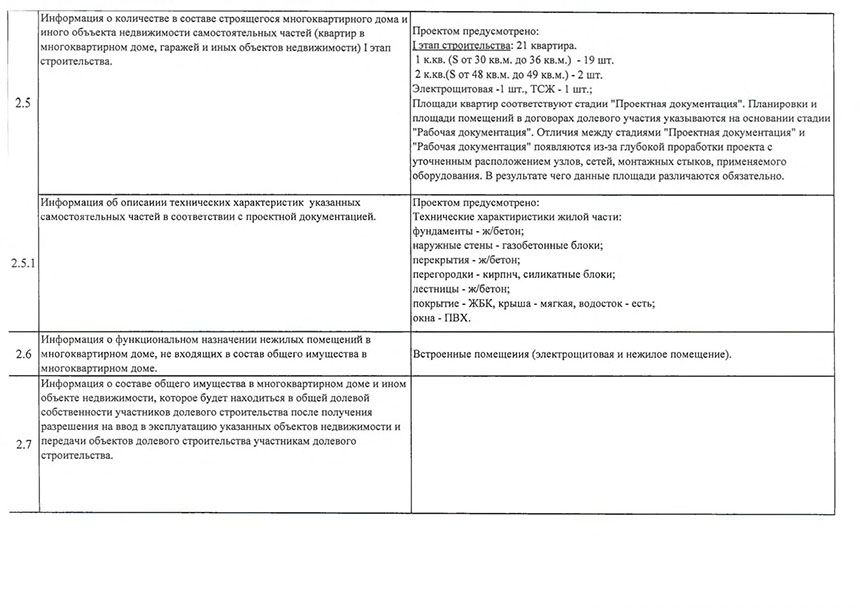 2.5
Информация о количестве в составе строящегося многоквартирного дома и
иного объъекта недвижимости самостоятельных частей (квартир в
многоквартирном доме, гаражей и иных объектов недвижимости) I этап
строительства.
Проектом предусмотрено:
I этап строительства: 21 квартира.
1 к.кв. (S от 30 кв.м. до 36 кв.м.) - 19 шт.
2 к.кв.(S от 48 кв.м. до 49 кв.м.) - 2 шт.
Электрощитовая -1 шт., ТСЖ - 1 шт.;
Площади квартир соответствуют стадии "Проектная документация". Планировки и
площади помещений в договорах долевого участия указываются на основании стадии
"Рабочая документация". Отличия между стадиями "Проектная документация" и
"Рабочая документация" появляются из-за глубокой проработки проекта с
уточненным расположением узлов, сетей, монтажных стыков, применяемого
оборудования. В результате чего данные площади различаются обязательно.
2.5.1
Информация об описании технических характеристик указанных
самостоятельных частей в соответствии с проектной документацией.
Проектом предусмотрено:
Технические характиристики жилой части:
фундаменты - ж/бетон;
наружные стены - газобетонные блоки;
перекрытия - ж/бетон;
перегородки - кирпич, силикатные блоки;
лестницы - ж/бетон;
покрытие - ЖБК, крыша - мягкая, водосток - есть;
окна - ПВХ.
2.6
Информация о функциональном назначении нежилых помещений в
многоквартирном доме, не входящих в состав общего имущества в
многоквартирном доме.
Встроенные помещения (электрощитовая и нежилое помещение).
2.7
Информация о составе общего имущества в многоквартирном доме и ином
объекте недвижимости, которое будет находиться в общей долевой
собственности участников долевого строительства после получения
разрешения на ввод в эксплуатацию указанных объектов недвижимости и
передачи объектов долевого строительства участникам долевого
строительства.